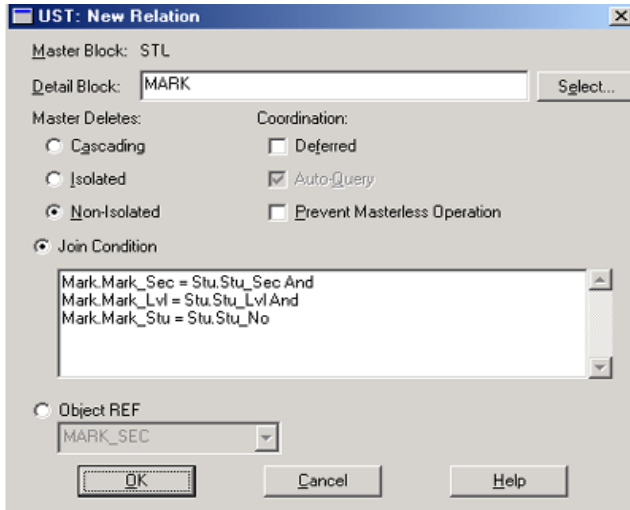 UST: New Relation
Master Block: STL
Detail Block: MARK Select...
Master Deletes: Coordination:
Cascading Deferred
Isolated Auto-Query
Non-Isolated Prevent Masterless Operation
Join Condition
Mark.Mark_Sec = Stu.Stu_Sec And
Mark.Mark_Lvl = Stu.Stu_Lvl And
Mark.Mark_Stu = Stu.Stu_No
Object REF
MARK_SEC
OK Cancel Help